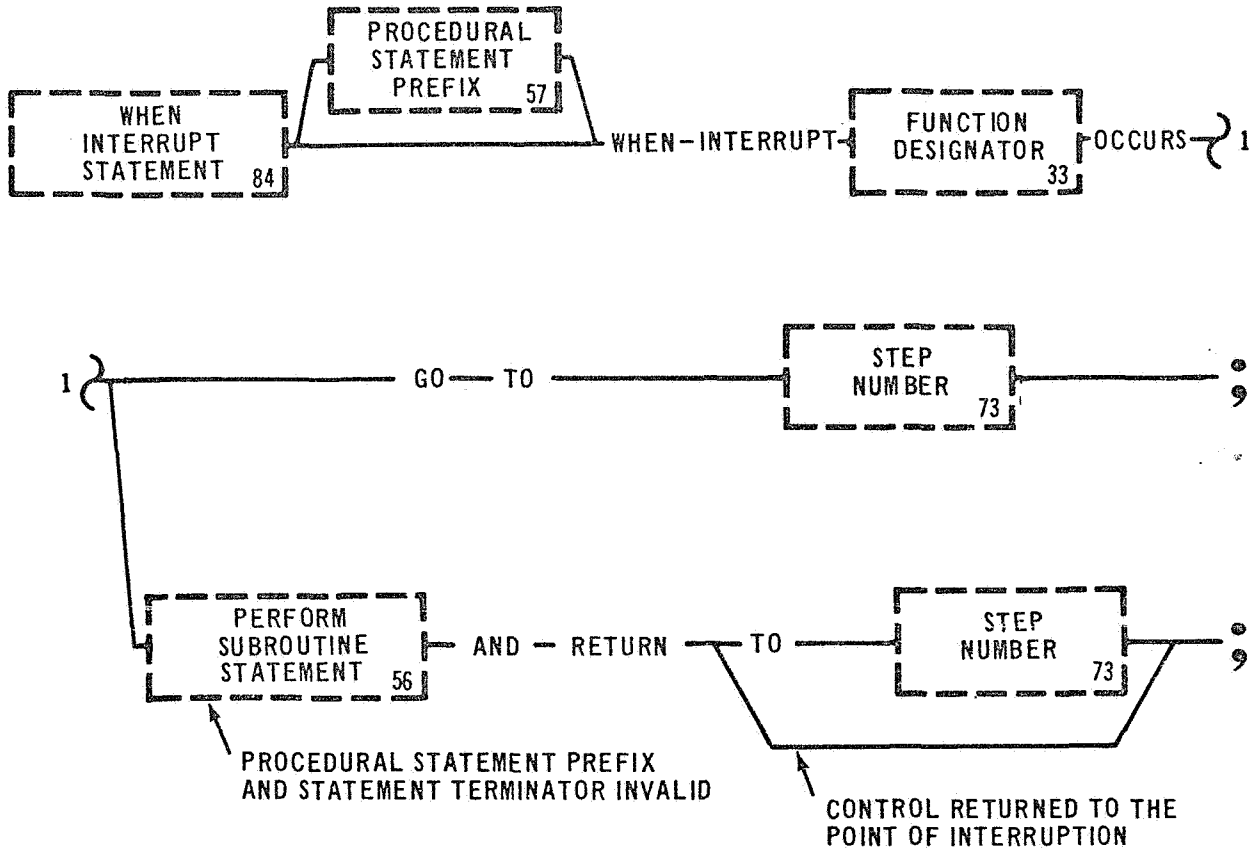 PROCEDURAL
STATEMENT
PREFIX
57
WHEN
INTERRUPT
STATEMENT
84
WHEN-INTERRUPT
FUNCTION
DESIGNATOR
33
OCCURS
1
1
GO TO
STEP
NUMBER
73
;
PERFORM
SUBROUTINE
STATEMENT
56
AND - RETURN
TO
STEP
NUMBER
73
;
PROCEDURAL STATEMENT PREFIX
AND STATEMENT TERMINATOR INVALID
CONTROL RETURNED TO THE
POINT OF INTERRUPTION